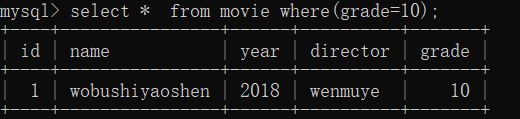 mysql> select *  from movie where(grade=10);
+----+----------------+------+----------+-------+
| id | name           | year | director | grade |
+----+----------------+------+----------+-------+
|  1 | wobushiyaoshen | 2018 | wenmuye  |    10 |
+----+----------------+------+----------+-------+